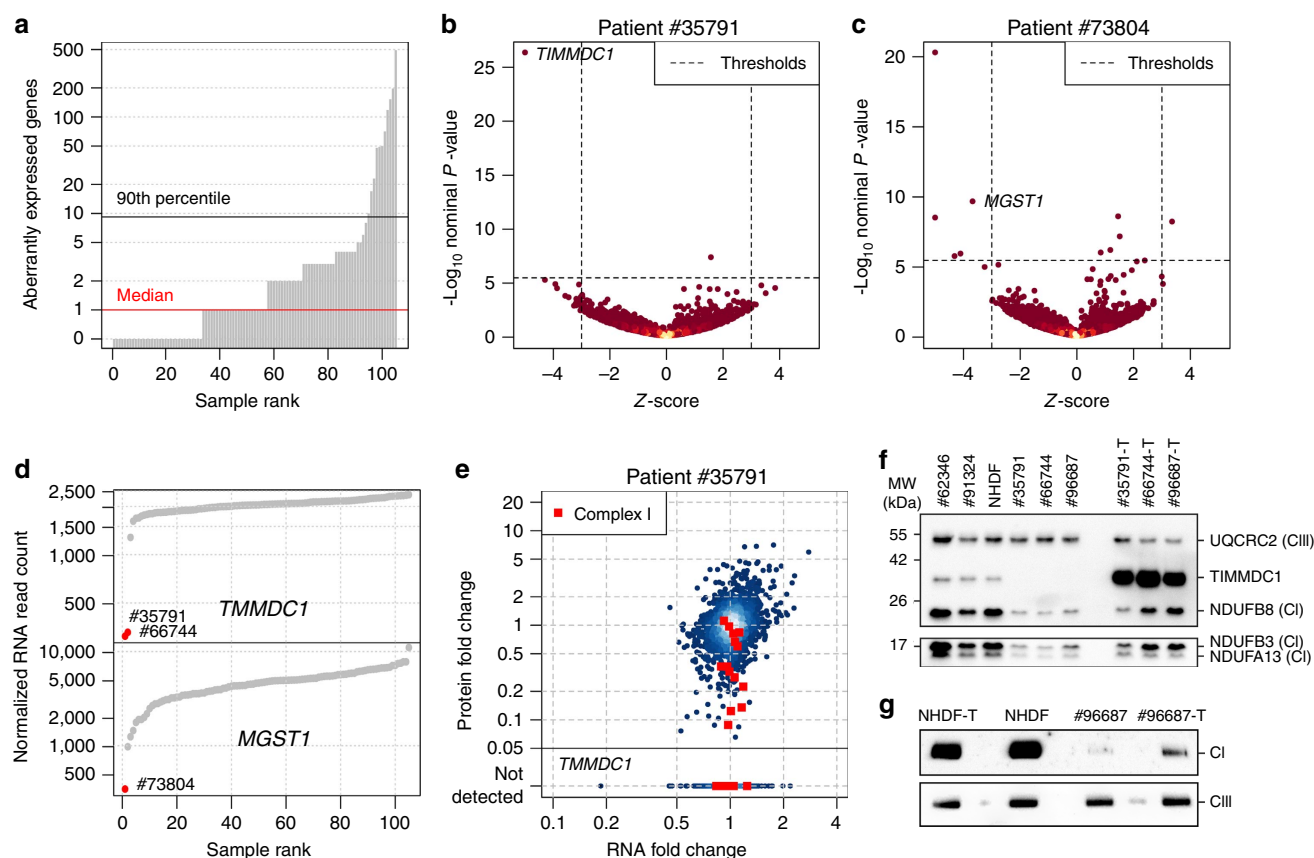 a
Aberrantly expressed genes
500
200
100
50
20
10
5
2
1
0
90th percentile
Median
0 20 40 60 80 100
Sample rank
b
Patient #35791
TIMMDC1
Thresholds
-Log10 nominal P -value
25
20
15
10
5
0
−4 −2 0 2 4
Z-score
c
Patient #73804
Thresholds
MGST1
-Log10 nominal P -value
20
15
10
5
0
−4 −2 0 2 4
Z-score
d
Normalized RNA read count
2,500
1,500
1,000
500
#35791
#66744
TMMDC1
10,000
5,000
2,000
1,000
500
MGST1
#73804
0 20 40 60 80 100
Sample rank
e
Patient #35791
Complex I
Protein fold change
20
10
5
2
1
0.5
0.2
0.1
0.05
Not
detected
TMMDC1
0.1 0.2 0.5 1 2 4
RNA fold change
f
MW
(kDa)
#62346
#91324
NHDF
#35791
#66744
#96687
#35791-T
#66744-T
#96687-T
55
42
26
17
UQCRC2 (CIII)
TIMMDC1
NDUFB8 (CI)
NDUFB3 (CI)
NDUFA13 (CI)
g
NHDF-T NHDF #96687 #96687-T
CI
CIII